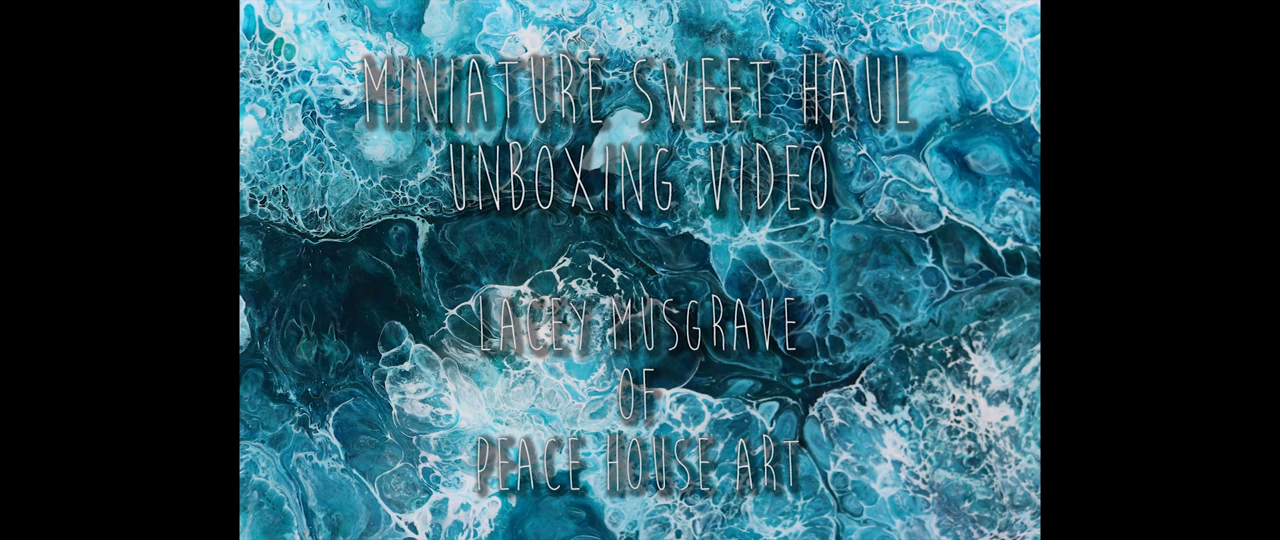 MINIATURE SWEET HAUL
UNBOXING VIDEO
LACEY MUSGRAVE
OF
PEACE HOUSE ART